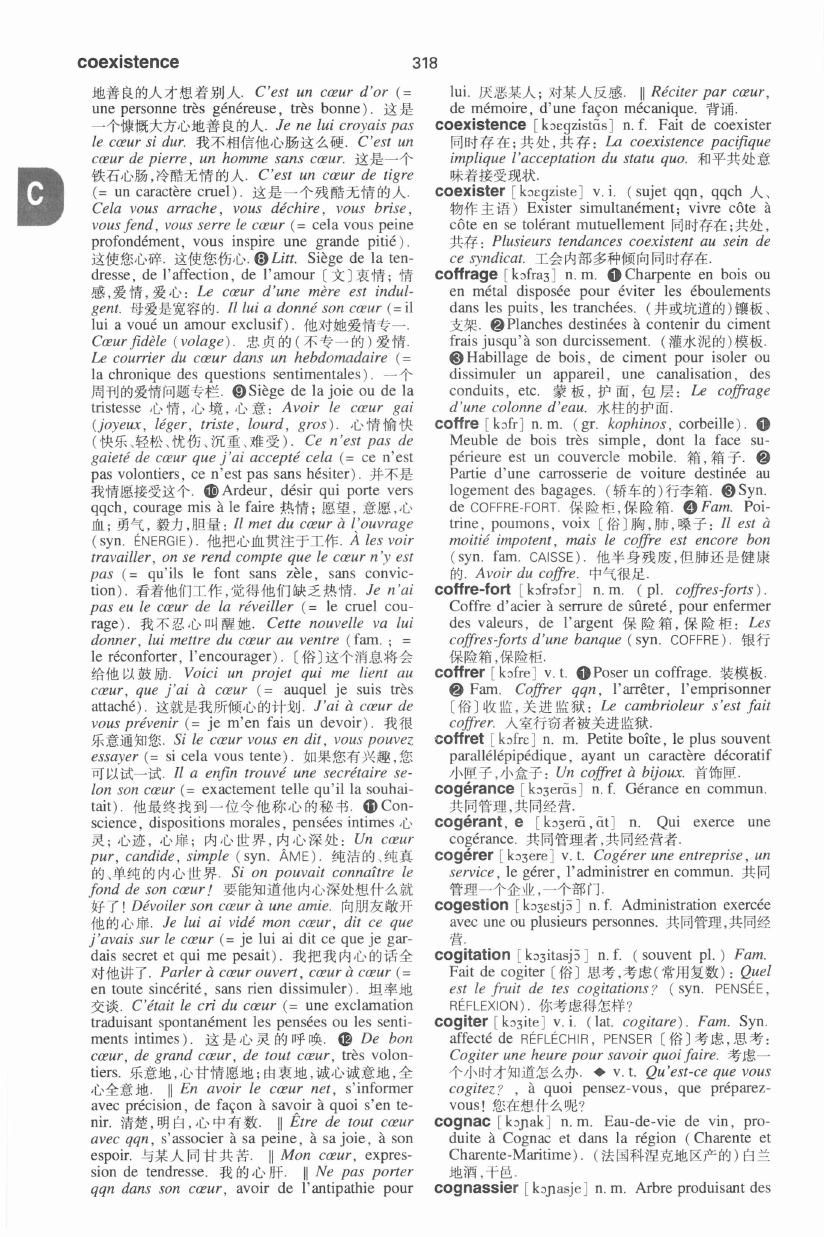 coexistence
318
C
地善良的人才想着别人. C'est un cœur d'or (=
une personne très généreuse, très bonne). 这是
一个慷慨大方心地善良的人. Je ne lui croyais pas
le cœur si dur. 我不相信他心肠这么硬. C'est un
cœur de pierre, un homme sans cœur. 这是一个
铁石心肠,冷酷无情的人. C'est un cœur de tigre
(= un caractère cruel). 这是一个残酷无情的人.
Cela vous arrache, vous déchire, vous brise,
vous fend, vous serre le cœur (= cela vous peine
profondément, vous inspire une grande pitié).
这使您心碎. 这使您伤心. ❽ Litt. Siège de la ten-
dresse, de l'affection, de l'amour [文]衷情; 情
感,爱情,爱心: Le cœur d'une mère est indul-
gent. 母爱是宽容的. Il lui a donné son cœur (= il
lui a voué un amour exclusif). 他对她爱情专一.
Cœur fidèle (volage). 忠贞的(不专一的)爱情.
Le courrier du cœur dans un hebdomadaire (=
la chronique des questions sentimentales). 一个
周刊的爱情问题专栏. ❾ Siège de la joie ou de la
tristesse 心情, 心境, 心意: Avoir le cœur gai
(joyeux, léger, triste, lourd, gros). 心情愉快
(快乐、轻松、忧伤、沉重、难受). Ce n'est pas de
gaieté de cœur que j'ai accepté cela (= ce n'est
pas volontiers, ce n'est pas sans hésiter). 并不是
我情愿接受这个. ❿ Ardeur, désir qui porte vers
qqch, courage mis à le faire 热情; 愿望, 意愿,心
血; 勇气, 毅力,胆量: Il met du cœur à l'ouvrage
(syn. ÉNERGIE). 他把心血贯注于工作. À les voir
travailler, on se rend compte que le cœur n'y est
pas (= qu'ils le font sans zèle, sans convic-
tion). 看着他们工作,觉得他们缺乏热情. Je n'ai
pas eu le cœur de la réveiller (= le cruel cou-
rage). 我不忍心叫醒她. Cette nouvelle va lui
donner, lui mettre du cœur au ventre (fam. ; =
le réconforter, l'encourager). [俗]这个消息将会
给他以鼓励. Voici un projet qui me lient au
cœur, que j'ai à cœur (= auquel je suis très
attaché). 这就是我所倾心的计划. J'ai à cœur de
vous prévenir (= je m'en fais un devoir). 我很
乐意通知您. Si le cœur vous en dit, vous pouvez
essayer (= si cela vous tente). 如果您有兴趣,您
可以试一试. Il a enfin trouvé une secrétaire se-
lon son cœur (= exactement telle qu'il la souhai-
tait). 他最终找到一位令他称心的秘书. ⓫ Con-
science, dispositions morales, pensées intimes 心
灵; 心迹, 心扉; 内心世界, 内心深处: Un cœur
pur, candide, simple (syn. ÂME). 纯洁的、纯真
的、单纯的内心世界. Si on pouvait connaître le
fond de son cœur! 要能知道他内心深处想什么就
好了! Dévoiler son cœur à une amie. 向朋友敞开
他的心扉. Je lui ai vidé mon cœur, dit ce que
j'avais sur le cœur (= je lui ai dit ce que je gar-
dais secret et qui me pesait). 我把我内心的话全
对他讲了. Parler à cœur ouvert, cœur à cœur (=
en toute sincérité, sans rien dissimuler). 坦率地
交谈. C'était le cri du cœur (= une exclamation
traduisant spontanément les pensées ou les senti-
ments intimes). 这是心灵的呼唤. ⓬ De bon
cœur, de grand cœur, de tout cœur, très volon-
tiers. 乐意地,心甘情愿地; 由衷地,诚心诚意地,全
心全意地. ‖ En avoir le cœur net, s'informer
avec précision, de façon à savoir à quoi s'en te-
nir. 清楚,明白,心中有数. ‖ Être de tout cœur
avec qqn, s'associer à sa peine, à sa joie, à son
espoir. 与某人同甘共苦. ‖ Mon cœur, expres-
sion de tendresse. 我的心肝. ‖ Ne pas porter
qqn dans son cœur, avoir de l'antipathie pour
lui. 厌恶某人; 对某人反感. ‖ Réciter par cœur,
de mémoire, d'une façon mécanique. 背诵.
coexistence [kɔɛgzistɑ̃s] n. f. Fait de coexister
同时存在; 共处, 共存: La coexistence pacifique
implique l'acceptation du statu quo. 和平共处意
味着接受现状.
coexister [kɔɛgziste] v. i. (sujet qqn, qqch 人、
物作主语) Exister simultanément; vivre côte à
côte en se tolérant mutuellement 同时存在;共处,
共存: Plusieurs tendances coexistent au sein de
ce syndicat. 工会内部多种倾向同时存在.
coffrage [kɔfraʒ] n. m. ❶ Charpente en bois ou
en métal disposée pour éviter les éboulements
dans les puits, les tranchées. (井或坑道的)镶板、
支架. ❷ Planches destinées à contenir du ciment
frais jusqu'à son durcissement. (灌水泥的)模板.
❸ Habillage de bois, de ciment pour isoler ou
dissimuler un appareil, une canalisation, des
conduits, etc. 蒙板, 护面, 包层: Le coffrage
d'une colonne d'eau. 水柱的护面.
coffre [kɔfr] n. m. (gr. kophinos, corbeille). ❶
Meuble de bois très simple, dont la face su-
périeure est un couvercle mobile. 箱, 箱子. ❷
Partie d'une carrosserie de voiture destinée au
logement des bagages. (轿车的)行李箱. ❸ Syn.
de COFFRE-FORT. 保险柜,保险箱. ❹ Fam. Poi-
trine, poumons, voix [俗]胸,肺,嗓子: Il est à
moitié impotent, mais le coffre est encore bon
(syn. fam. CAISSE). 他半身残废,但肺还是健康
的. Avoir du coffre. 中气很足.
coffre-fort [kɔfrəfɔr] n. m. (pl. coffres-forts).
Coffre d'acier à serrure de sûreté, pour enfermer
des valeurs, de l'argent 保险箱, 保险柜: Les
coffres-forts d'une banque (syn. COFFRE). 银行
保险箱,保险柜.
coffrer [kɔfre] v. t. ❶ Poser un coffrage. 装模板.
❷ Fam. Coffrer qqn, l'arrêter, l'emprisonner
[俗]收监, 关进监狱: Le cambrioleur s'est fait
coffrer. 入室行窃者被关进监狱.
coffret [kɔfrɛ] n. m. Petite boîte, le plus souvent
parallélépipédique, ayant un caractère décoratif
小匣子,小盒子: Un coffret à bijoux. 首饰匣.
cogérance [kɔʒerɑ̃s] n. f. Gérance en commun.
共同管理,共同经营.
cogérant, e [kɔʒerɑ̃, ɑ̃t] n. Qui exerce une
cogérance. 共同管理者,共同经营者.
cogérer [kɔʒere] v. t. Cogérer une entreprise, un
service, le gérer, l'administrer en commun. 共同
管理一个企业,一个部门.
cogestion [kɔʒɛstjɔ̃] n. f. Administration exercée
avec une ou plusieurs personnes. 共同管理,共同经
营.
cogitation [kɔʒitasjɔ̃] n. f. (souvent pl.) Fam.
Fait de cogiter [俗] 思考,考虑(常用复数): Quel
est le fruit de tes cogitations? (syn. PENSÉE,
RÉFLEXION). 你考虑得怎样?
cogiter [kɔʒite] v. i. (lat. cogitare). Fam. Syn.
affecté de RÉFLÉCHIR, PENSER [俗]考虑,思考:
Cogiter une heure pour savoir quoi faire. 考虑一
个小时才知道怎么办. ◆ v. t. Qu'est-ce que vous
cogitez? , à quoi pensez-vous, que préparez-
vous! 您在想什么呢?
cognac [kɔɲak] n. m. Eau-de-vie de vin, pro-
duite à Cognac et dans la région (Charente et
Charente-Maritime). (法国科涅克地区产的)白兰
地酒,干邑.
cognassier [kɔɲasje] n. m. Arbre produisant des